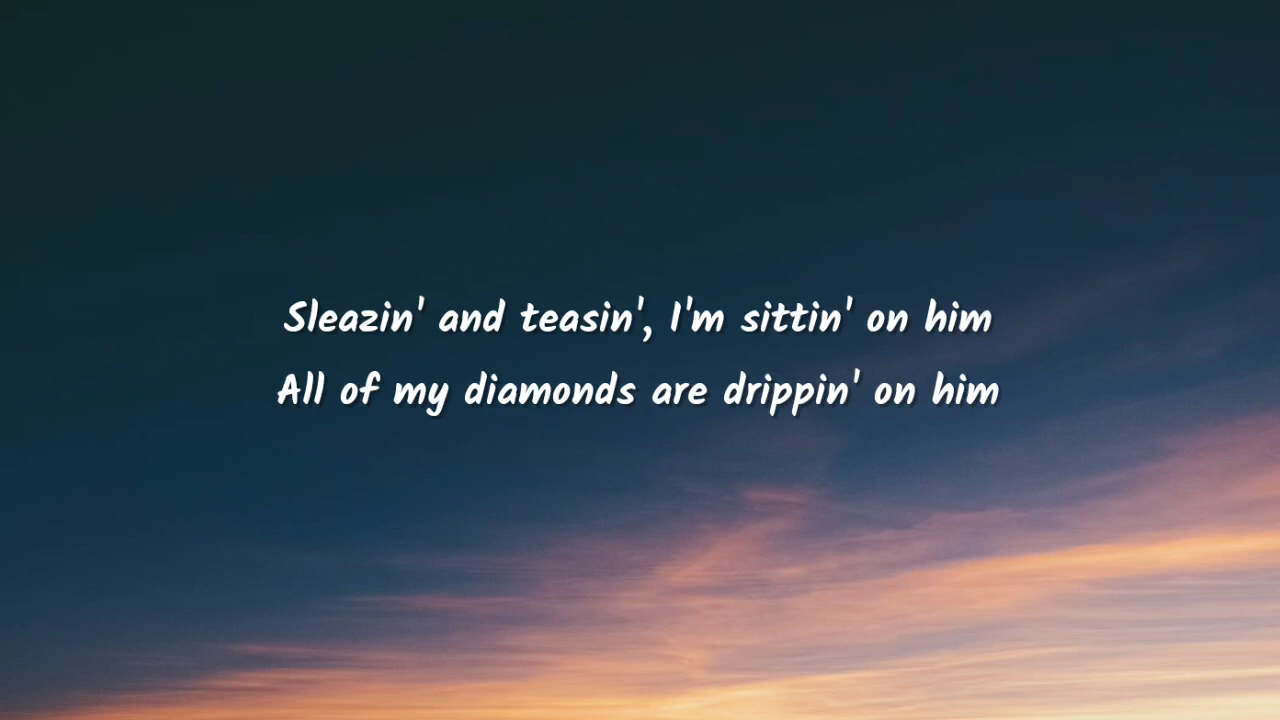 Sleazin' and teasin', I'm sittin' on him
All of my diamonds are drippin' on him